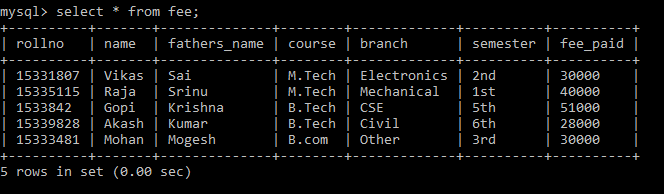 mysql> select * from fee;
+----------+-------+--------------+--------+-------------+----------+----------+
| rollno   | name  | fathers_name | course | branch      | semester | fee_paid |
+----------+-------+--------------+--------+-------------+----------+----------+
| 15331807 | Vikas | Sai          | M.Tech | Electronics | 2nd      | 30000    |
| 15335115 | Raja  | Srinu        | M.Tech | Mechanical  | 1st      | 40000    |
| 1533842  | Gopi  | Krishna      | B.Tech | CSE         | 5th      | 51000    |
| 15339828 | Akash | Kumar        | B.Tech | Civil       | 6th      | 28000    |
| 15333481 | Mohan | Mogesh       | B.com  | Other       | 3rd      | 30000    |
+----------+-------+--------------+--------+-------------+----------+----------+
5 rows in set (0.00 sec)